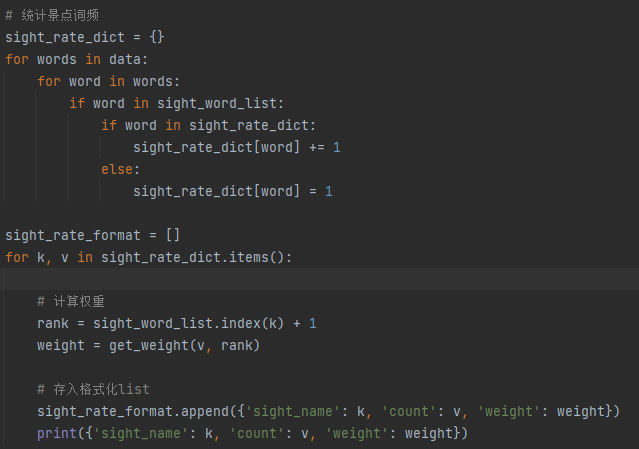 # 统计景点词频
sight_rate_dict = {}
for words in data:
    for word in words:
        if word in sight_word_list:
            if word in sight_rate_dict:
                sight_rate_dict[word] += 1
            else:
                sight_rate_dict[word] = 1

sight_rate_format = []
for k, v in sight_rate_dict.items():

    # 计算权重
    rank = sight_word_list.index(k) + 1
    weight = get_weight(v, rank)

    # 存入格式化list
    sight_rate_format.append({'sight_name': k, 'count': v, 'weight': weight})
    print({'sight_name': k, 'count': v, 'weight': weight})